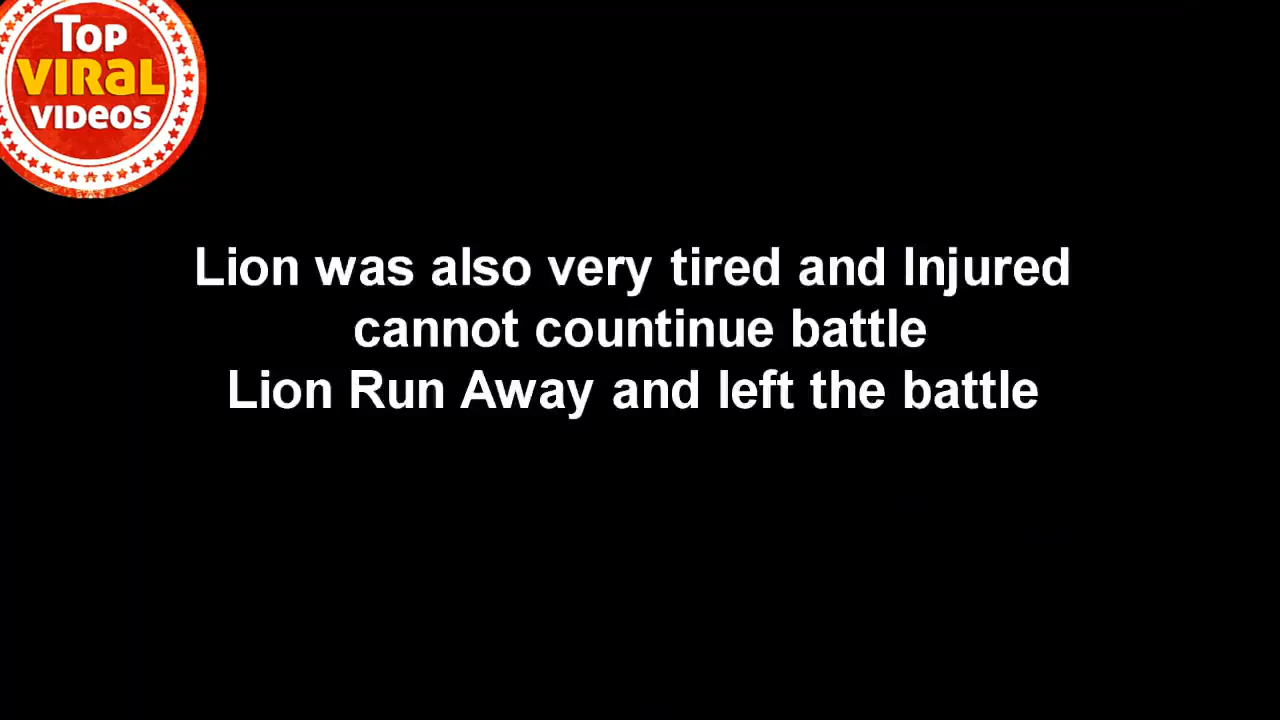 Top
VIRAL
VIDEOS
Lion was also very tired and Injured
cannot countinue battle
Lion Run Away and left the battle